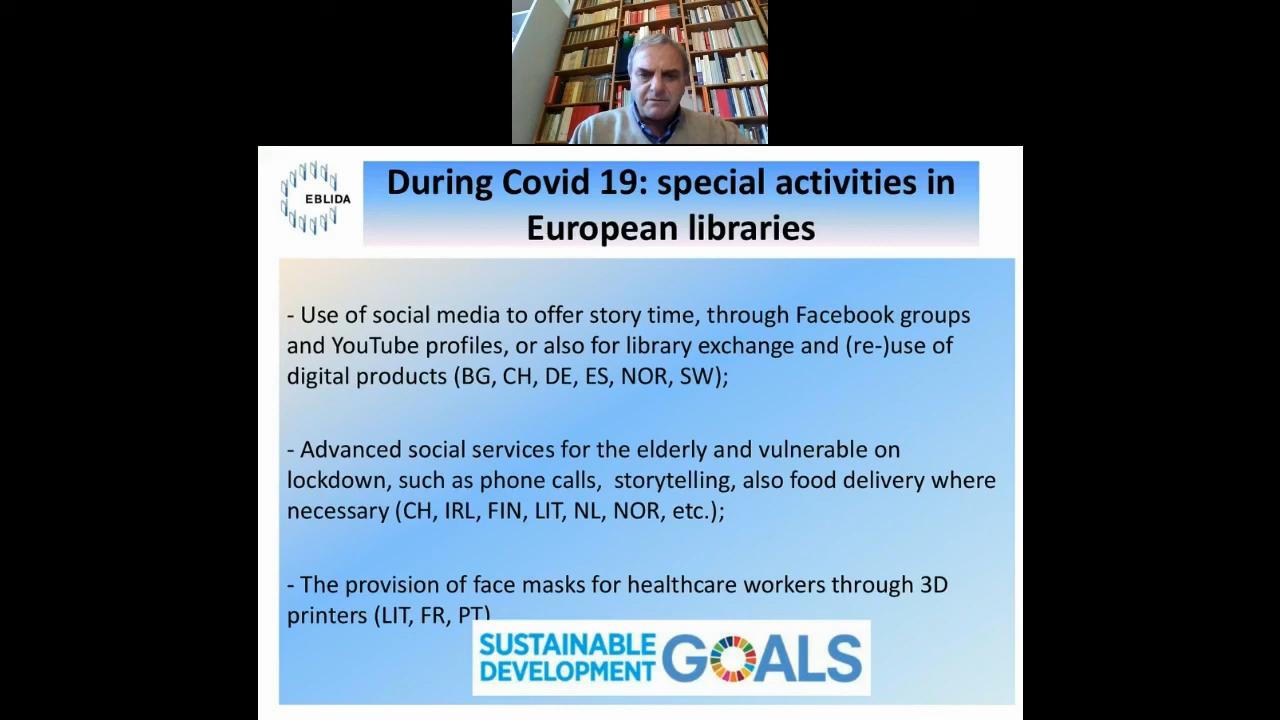 EBLIDA
During Covid 19: special activities in
European libraries
- Use of social media to offer story time, through Facebook groups
and YouTube profiles, or also for library exchange and (re-)use of
digital products (BG, CH, DE, ES, NOR, SW);
- Advanced social services for the elderly and vulnerable on
lockdown, such as phone calls,  storytelling, also food delivery where
necessary (CH, IRL, FIN, LIT, NL, NOR, etc.);
- The provision of face masks for healthcare workers through 3D
printers (LIT, FR, PT)
SUSTAINABLE
DEVELOPMENT
GOALS